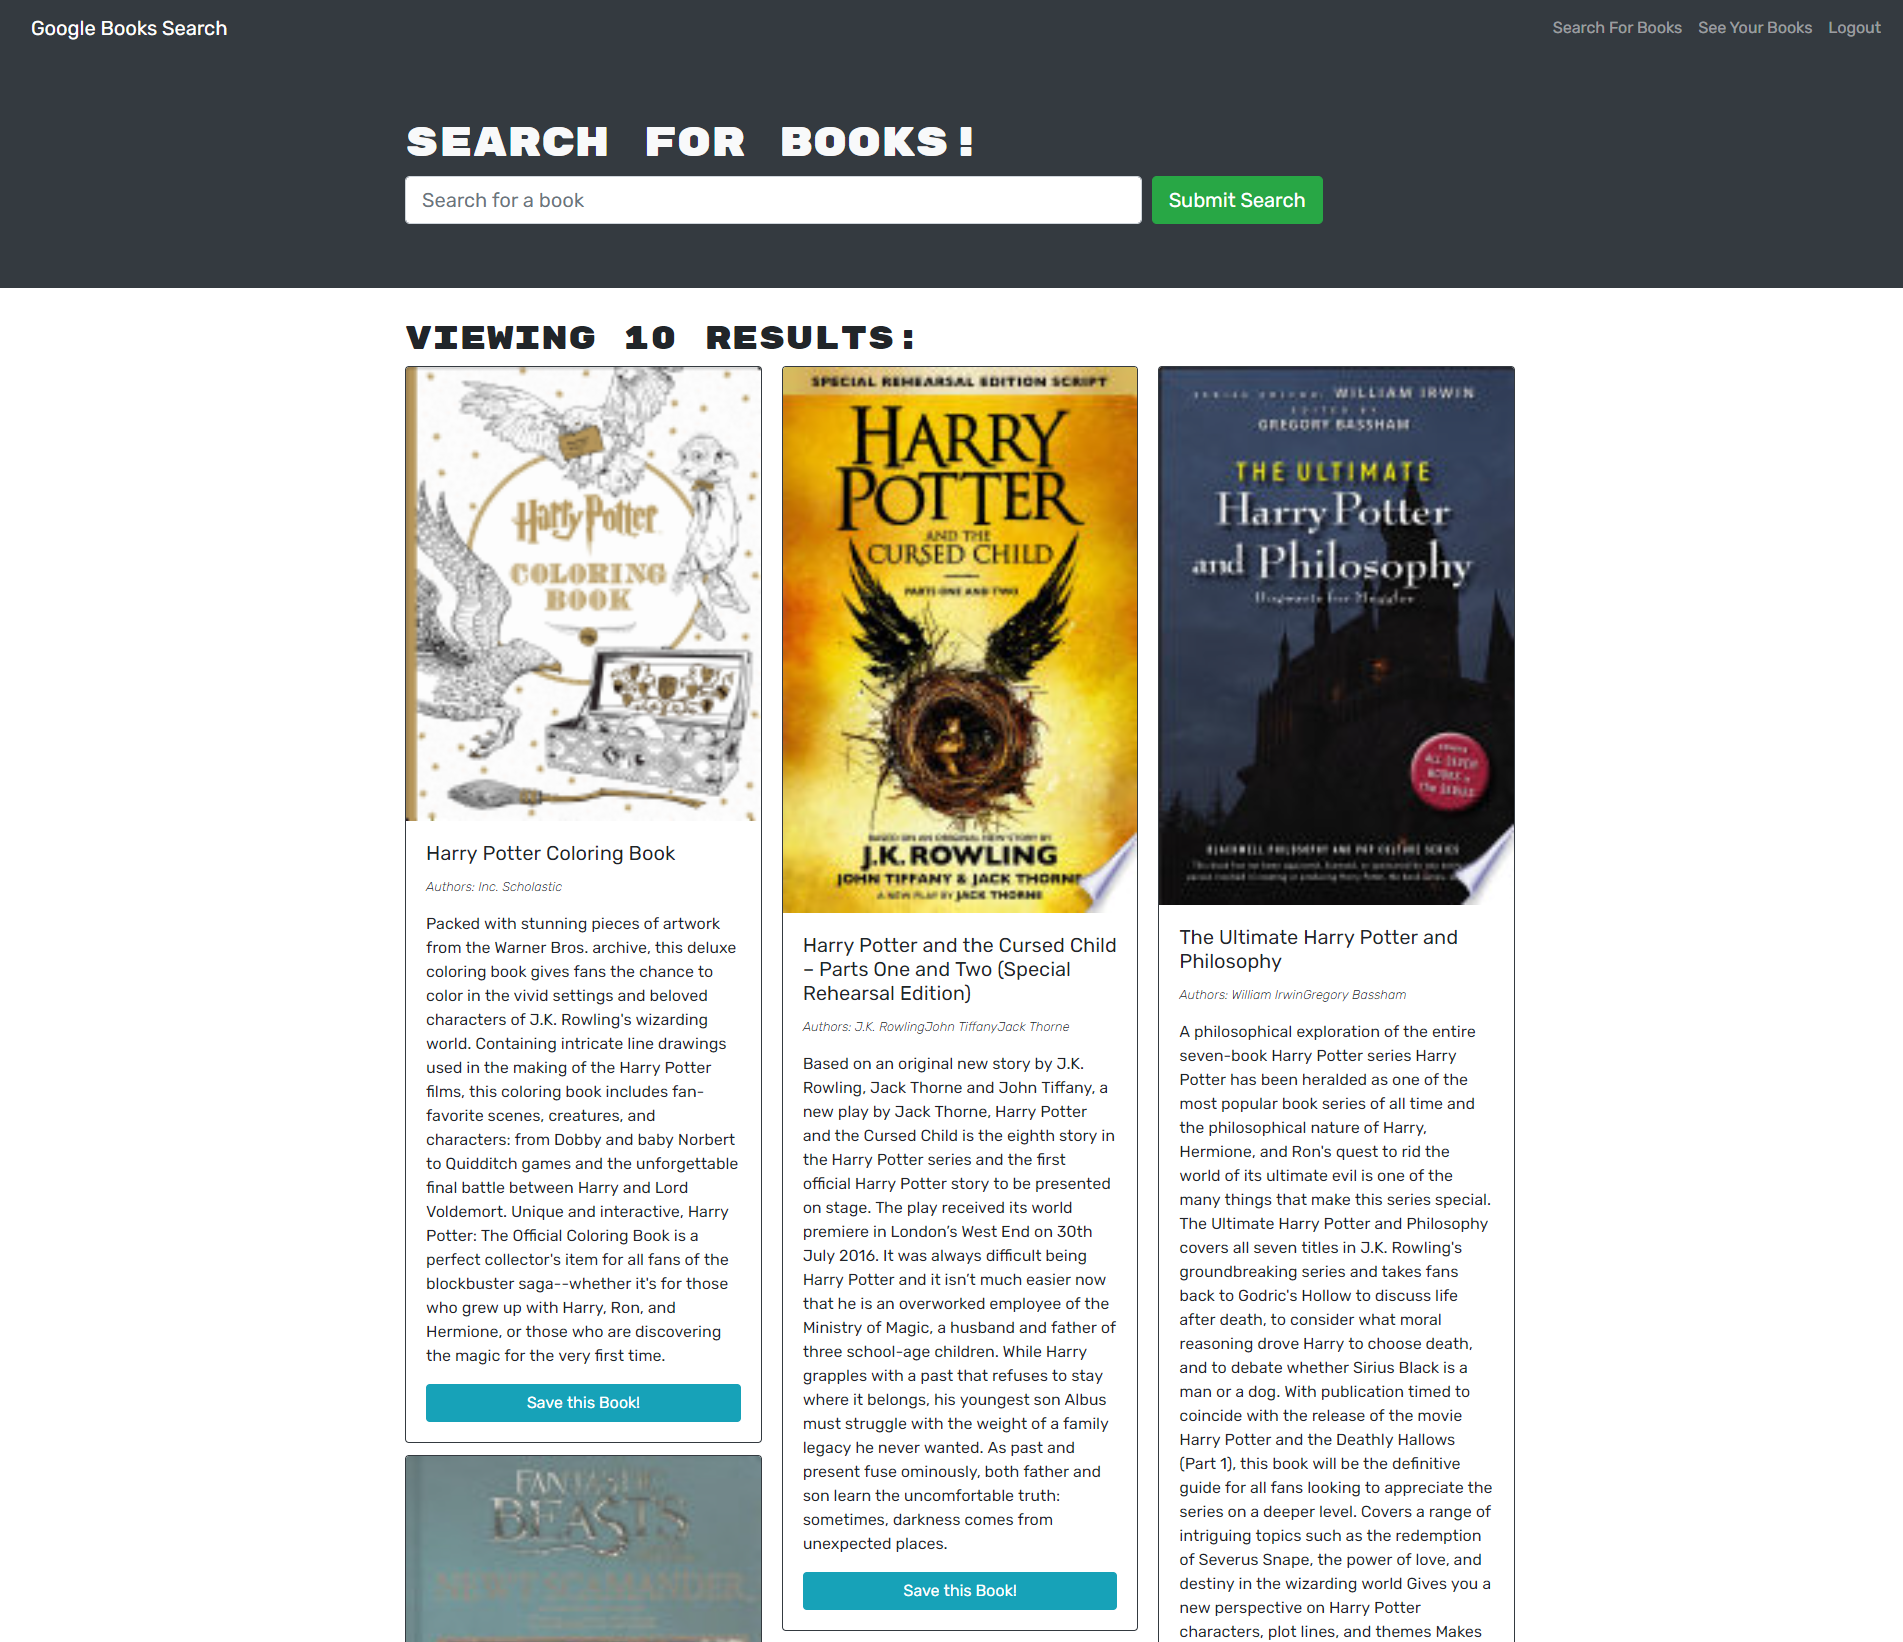 Google Books Search
Search For Books
See Your Books
Logout
SEARCH FOR BOOKS!
Search for a book
Submit Search
VIEWING 10 RESULTS:
Harry Potter
COLORING
BOOK
Harry Potter Coloring Book
Authors: Inc. Scholastic
Packed with stunning pieces of artwork
from the Warner Bros. archive, this deluxe
coloring book gives fans the chance to
color in the vivid settings and beloved
characters of J.K. Rowling's wizarding
world. Containing intricate line drawings
used in the making of the Harry Potter
films, this coloring book includes fan-
favorite scenes, creatures, and
characters: from Dobby and baby Norbert
to Quidditch games and the unforgettable
final battle between Harry and Lord
Voldemort. Unique and interactive, Harry
Potter: The Official Coloring Book is a
perfect collector's item for all fans of the
blockbuster saga--whether it's for those
who grew up with Harry, Ron, and
Hermione, or those who are discovering
the magic for the very first time.
Save this Book!
FANTASTIC
BEASTS
NEWT SCAMANDER
SPECIAL REHEARSAL EDITION SCRIPT
HARRY
POTTER
AND THE
CURSED CHILD
PARTS ONE AND TWO
BASED ON AN ORIGINAL NEW STORY BY
J.K. ROWLING
JOHN TIFFANY & JACK THORNE
A NEW PLAY BY JACK THORNE
Harry Potter and the Cursed Child
– Parts One and Two (Special
Rehearsal Edition)
Authors: J.K. RowlingJohn TiffanyJack Thorne
Based on an original new story by J.K.
Rowling, Jack Thorne and John Tiffany, a
new play by Jack Thorne, Harry Potter
and the Cursed Child is the eighth story in
the Harry Potter series and the first
official Harry Potter story to be presented
on stage. The play received its world
premiere in London’s West End on 30th
July 2016. It was always difficult being
Harry Potter and it isn’t much easier now
that he is an overworked employee of the
Ministry of Magic, a husband and father of
three school-age children. While Harry
grapples with a past that refuses to stay
where it belongs, his youngest son Albus
must struggle with the weight of a family
legacy he never wanted. As past and
present fuse ominously, both father and
son learn the uncomfortable truth:
sometimes, darkness comes from
unexpected places.
Save this Book!
WILLIAM IRWIN
EDITED BY
GREGORY BASSHAM
THE ULTIMATE
Harry Potter
and Philosophy
Hogwarts for Muggles
ALL SEVEN
BOOKS in
the SERIES
BLACKWELL PHILOSOPHY AND POP CULTURE SERIES
The Ultimate Harry Potter and
Philosophy
Authors: William IrwinGregory Bassham
A philosophical exploration of the entire
seven-book Harry Potter series Harry
Potter has been heralded as one of the
most popular book series of all time and
the philosophical nature of Harry,
Hermione, and Ron's quest to rid the
world of its ultimate evil is one of the
many things that make this series special.
The Ultimate Harry Potter and Philosophy
covers all seven titles in J.K. Rowling's
groundbreaking series and takes fans
back to Godric's Hollow to discuss life
after death, to consider what moral
reasoning drove Harry to choose death,
and to debate whether Sirius Black is a
man or a dog. With publication timed to
coincide with the release of the movie
Harry Potter and the Deathly Hallows
(Part 1), this book will be the definitive
guide for all fans looking to appreciate the
series on a deeper level. Covers a range of
intriguing topics such as the redemption
of Severus Snape, the power of love, and
destiny in the wizarding world Gives you a
new perspective on Harry Potter
characters, plot lines, and themes Makes